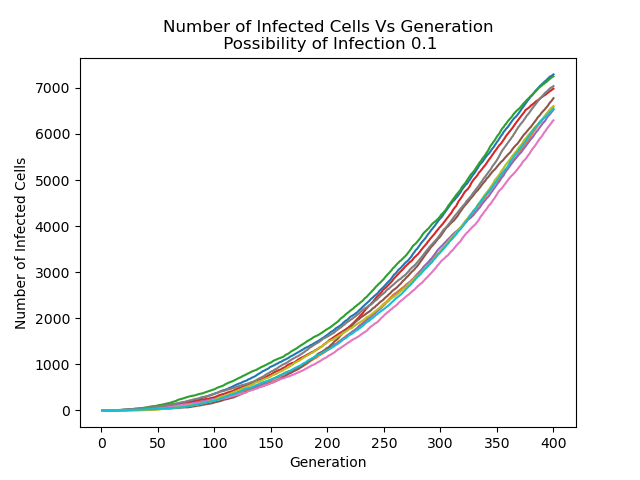 Number of Infected Cells Vs Generation
Possibility of Infection 0.1
Number of Infected Cells
7000
6000
5000
4000
3000
2000
1000
0
0 50 100 150 200 250 300 350 400
Generation